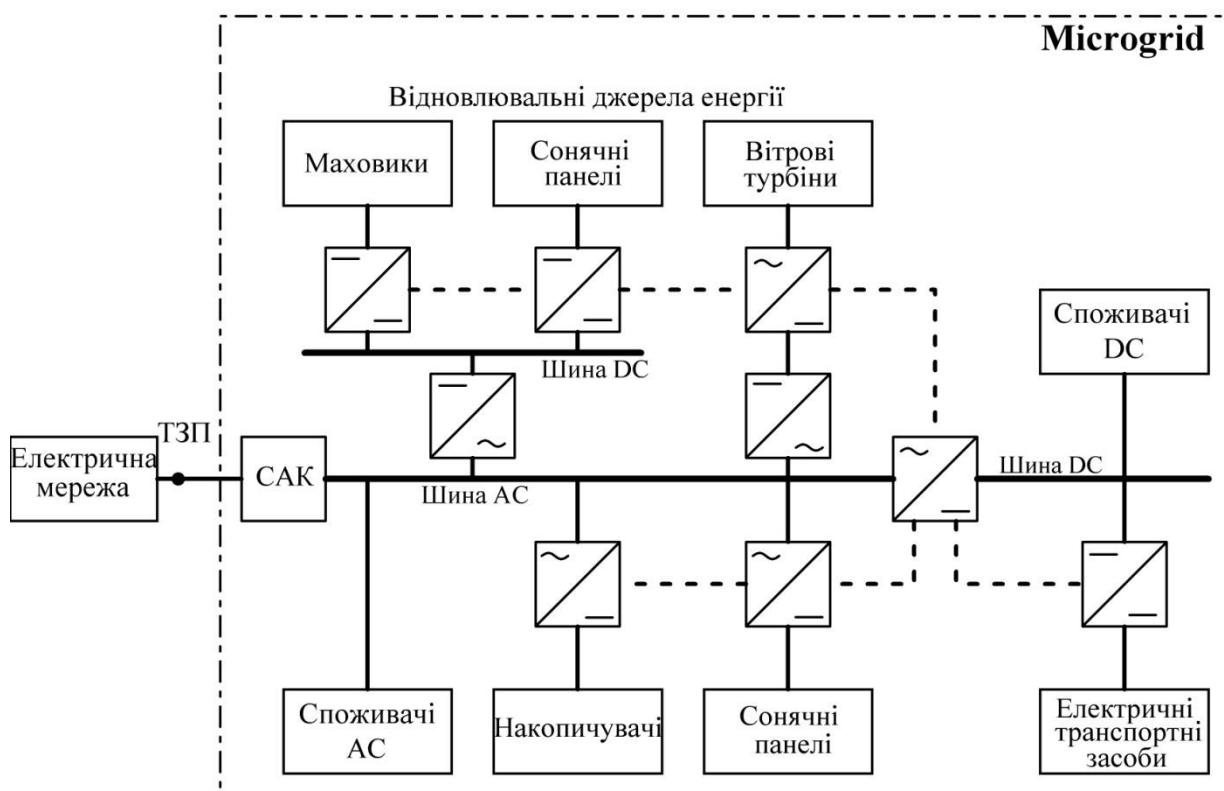 Microgrid
Відновлювальні джерела енергії
Маховики
Сонячні
панелі
Вітрові
турбіни
Споживачі
DC
Шина DC
ТЗП
Електрична
мережа
САК
Шина AC
Шина DC
Споживачі
AC
Накопичувачі
Сонячні
панелі
Електричні
транспортні
засоби